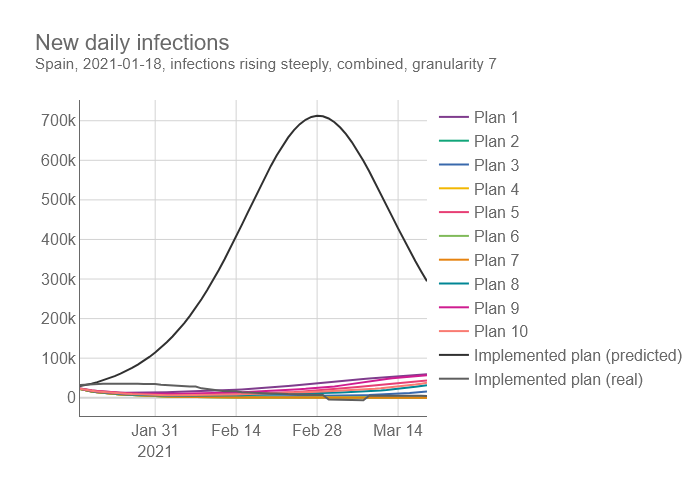 New daily infections
Spain, 2021-01-18, infections rising steeply, combined, granularity 7
700k
600k
500k
400k
300k
200k
100k
0
Jan 31
2021
Feb 14
Feb 28
Mar 14
Plan 1
Plan 2
Plan 3
Plan 4
Plan 5
Plan 6
Plan 7
Plan 8
Plan 9
Plan 10
Implemented plan (predicted)
Implemented plan (real)